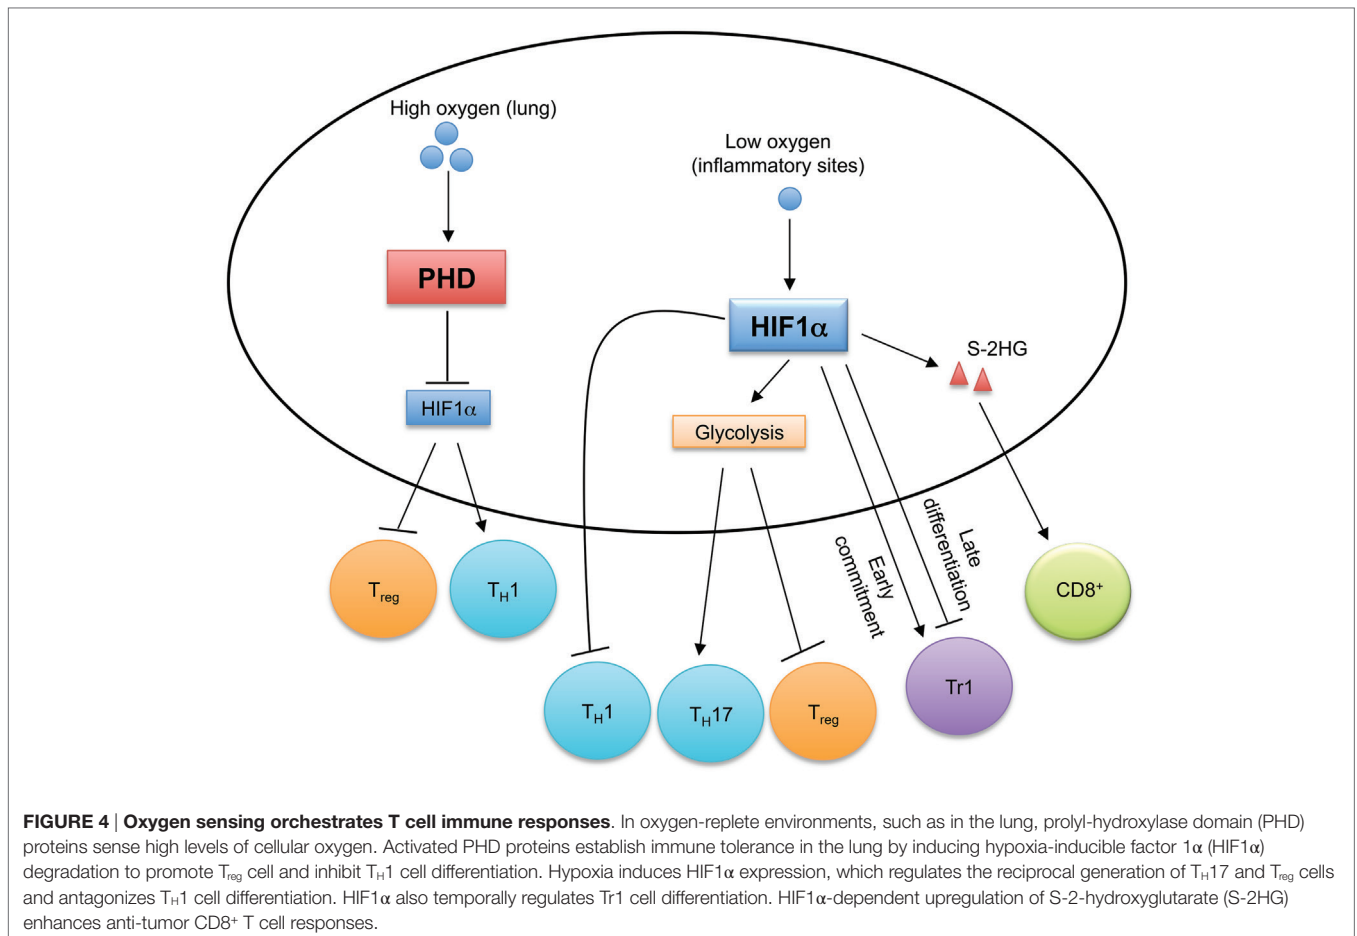 High oxygen (lung)
Low oxygen
(inflammatory sites)
PHD
HIF1α
S-2HG
HIF1α
Glycolysis
Early
commitment
Late
differentiation
Treg
TH1
CD8+
TH1
TH17
Treg
Tr1
FIGURE 4 | Oxygen sensing orchestrates T cell immune responses. In oxygen-replete environments, such as in the lung, prolyl-hydroxylase domain (PHD)
proteins sense high levels of cellular oxygen. Activated PHD proteins establish immune tolerance in the lung by inducing hypoxia-inducible factor 1α (HIF1α)
degradation to promote Treg cell and inhibit TH1 cell differentiation. Hypoxia induces HIF1α expression, which regulates the reciprocal generation of TH17 and Treg cells
and antagonizes TH1 cell differentiation. HIF1α also temporally regulates Tr1 cell differentiation. HIF1α-dependent upregulation of S-2-hydroxyglutarate (S-2HG)
enhances anti-tumor CD8+ T cell responses.